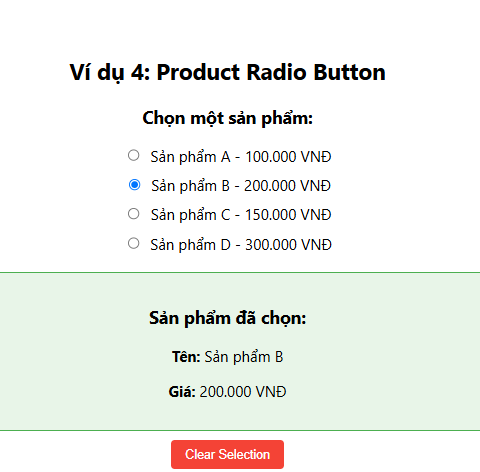 Ví dụ 4: Product Radio Button
Chọn một sản phẩm:
Sản phẩm A - 100.000 VNĐ
Sản phẩm B - 200.000 VNĐ
Sản phẩm C - 150.000 VNĐ
Sản phẩm D - 300.000 VNĐ
Sản phẩm đã chọn:
Tên: Sản phẩm B
Giá: 200.000 VNĐ
Clear Selection